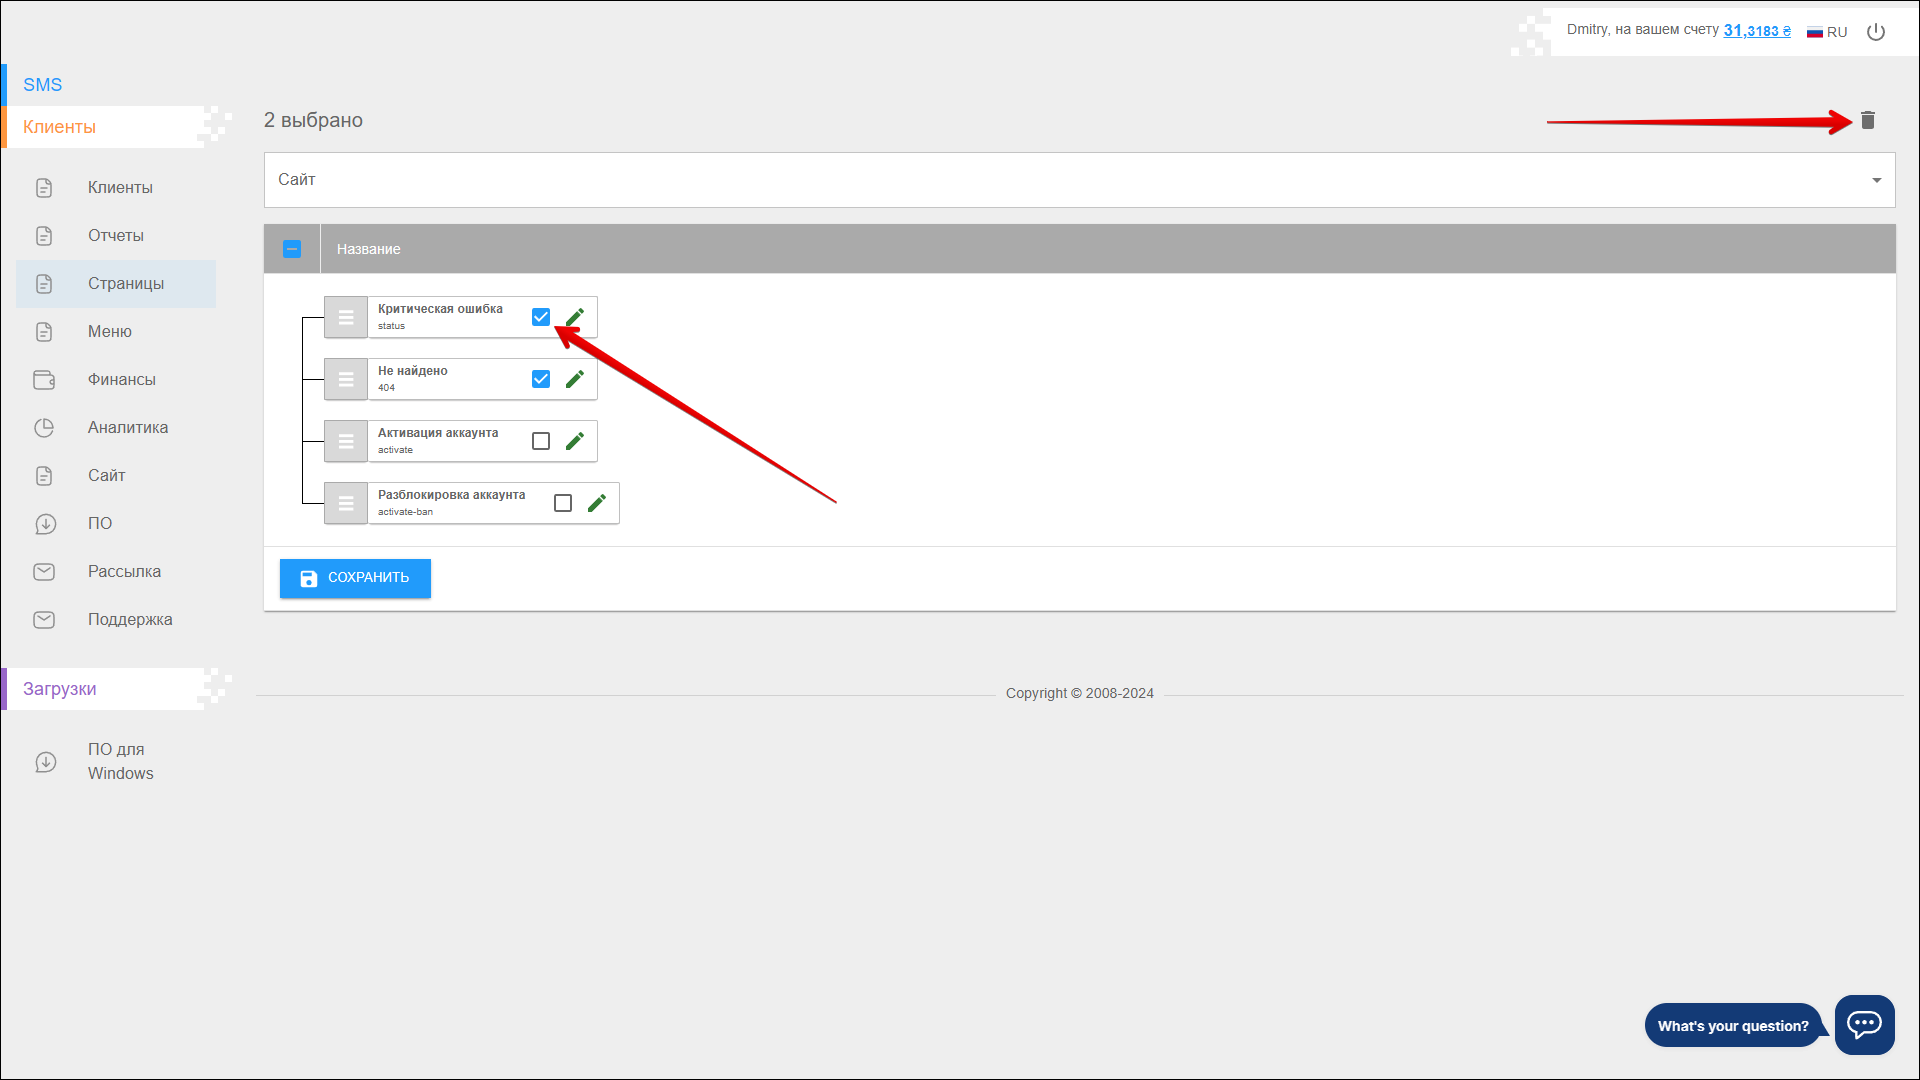 Dmitry, на вашем счету 31,3183 ₴
RU
SMS
Клиенты
Клиенты
Отчеты
Страницы
Меню
Финансы
Аналитика
Сайт
ПО
Рассылка
Поддержка
Загрузки
ПО для
Windows
2 выбрано
Сайт
Название
Критическая ошибка
status
Не найдено
404
Активация аккаунта
activate
Разблокировка аккаунта
activate-ban
СОХРАНИТЬ
Copyright © 2008-2024
What's your question?